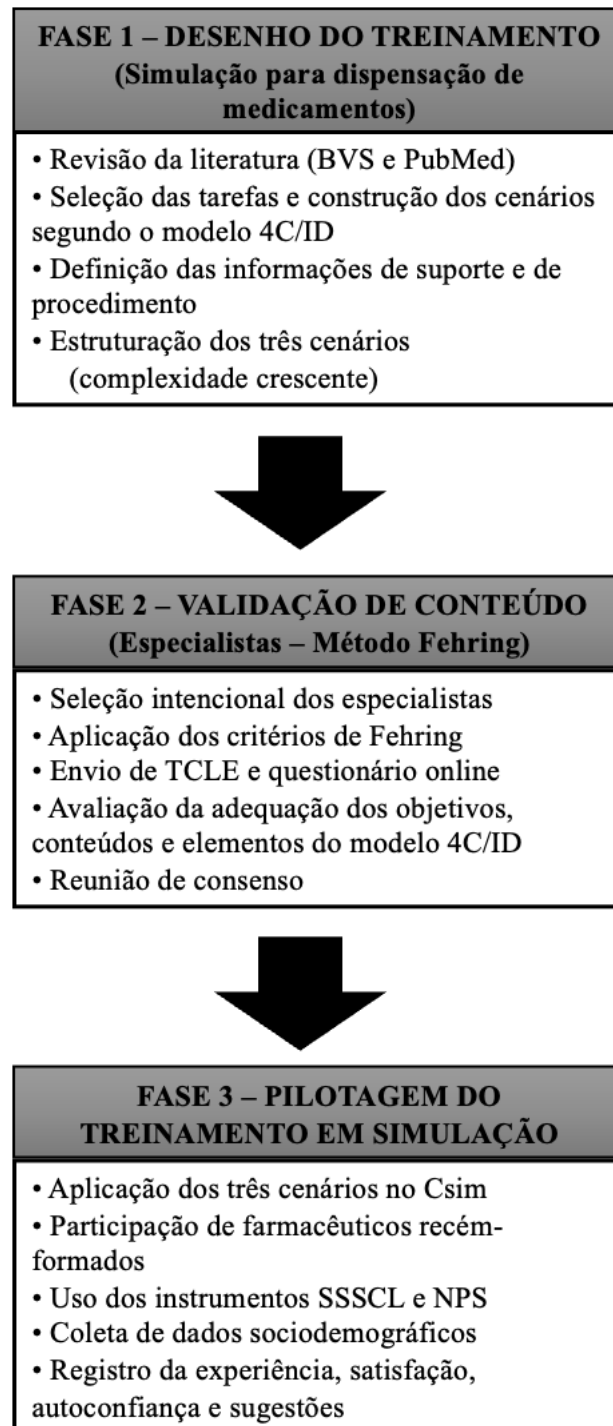 FASE 1 – DESENHO DO TREINAMENTO
(Simulação para dispensação de
medicamentos)
• Revisão da literatura (BVS e PubMed)
• Seleção das tarefas e construção dos cenários
segundo o modelo 4C/ID
• Definição das informações de suporte e de
procedimento
• Estruturação dos três cenários
(complexidade crescente)
FASE 2 – VALIDAÇÃO DE CONTEÚDO
(Especialistas – Método Fehring)
• Seleção intencional dos especialistas
• Aplicação dos critérios de Fehring
• Envio de TCLE e questionário online
• Avaliação da adequação dos objetivos,
conteúdos e elementos do modelo 4C/ID
• Reunião de consenso
FASE 3 – PILOTAGEM DO
TREINAMENTO EM SIMULAÇÃO
• Aplicação dos três cenários no Csim
• Participação de farmacêuticos recém-
formados
• Uso dos instrumentos SSSCL e NPS
• Coleta de dados sociodemográficos
• Registro da experiência, satisfação,
autoconfiança e sugestões